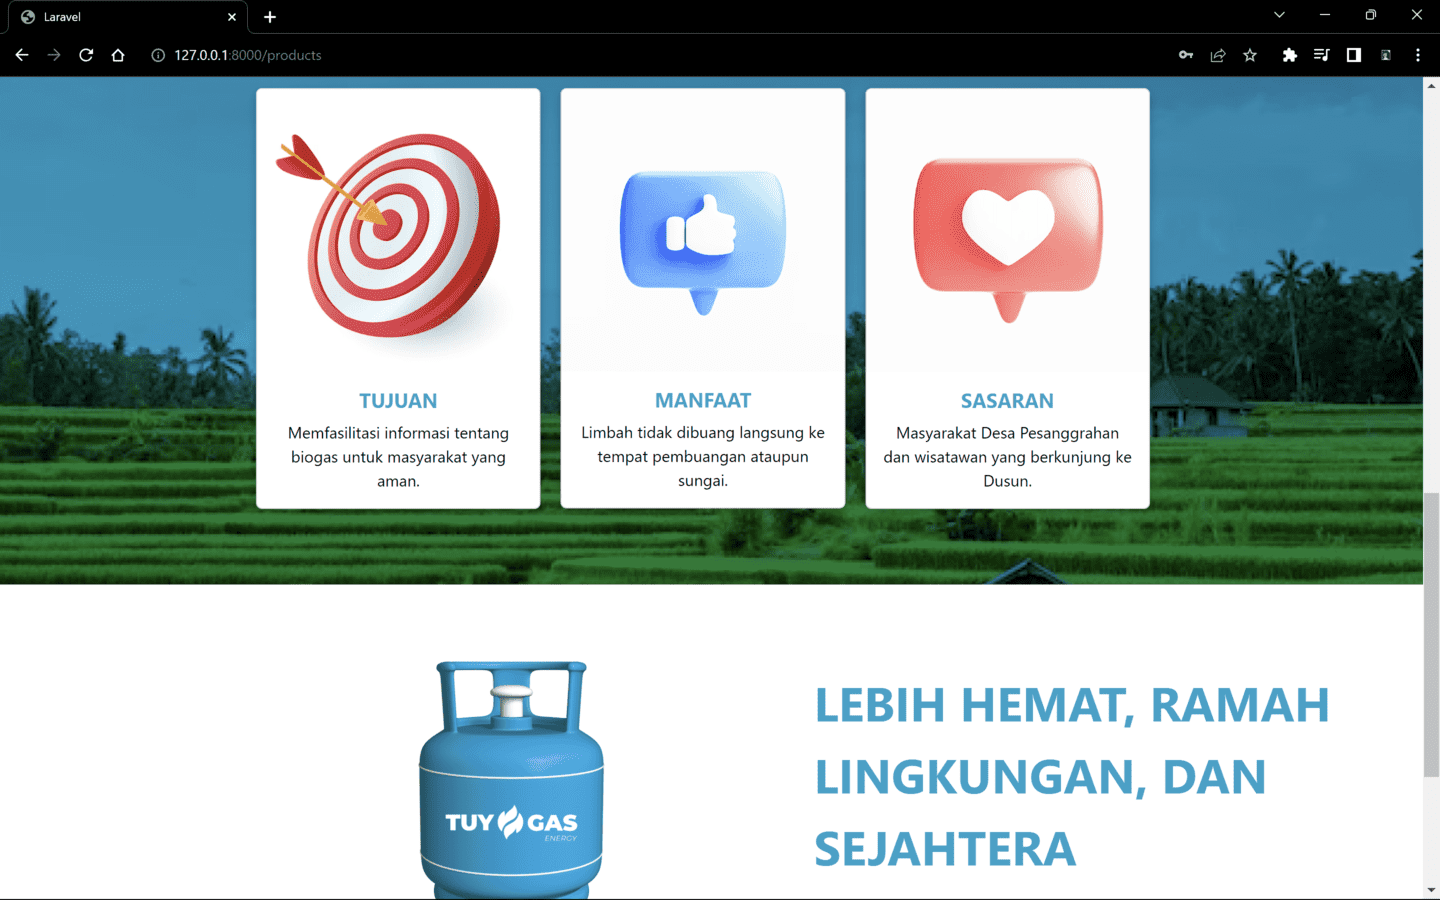 Laravel
127.0.0.1:8000/products
TUJUAN
Memfasilitasi informasi tentang
biogas untuk masyarakat yang
aman.
MANFAAT
Limbah tidak dibuang langsung ke
tempat pembuangan ataupun
sungai.
SASARAN
Masyarakat Desa Pesanggrahan
dan wisatawan yang berkunjung ke
Dusun.
TUY GAS
ENERGY
LEBIH HEMAT, RAMAH
LINGKUNGAN, DAN
SEJAHTERA